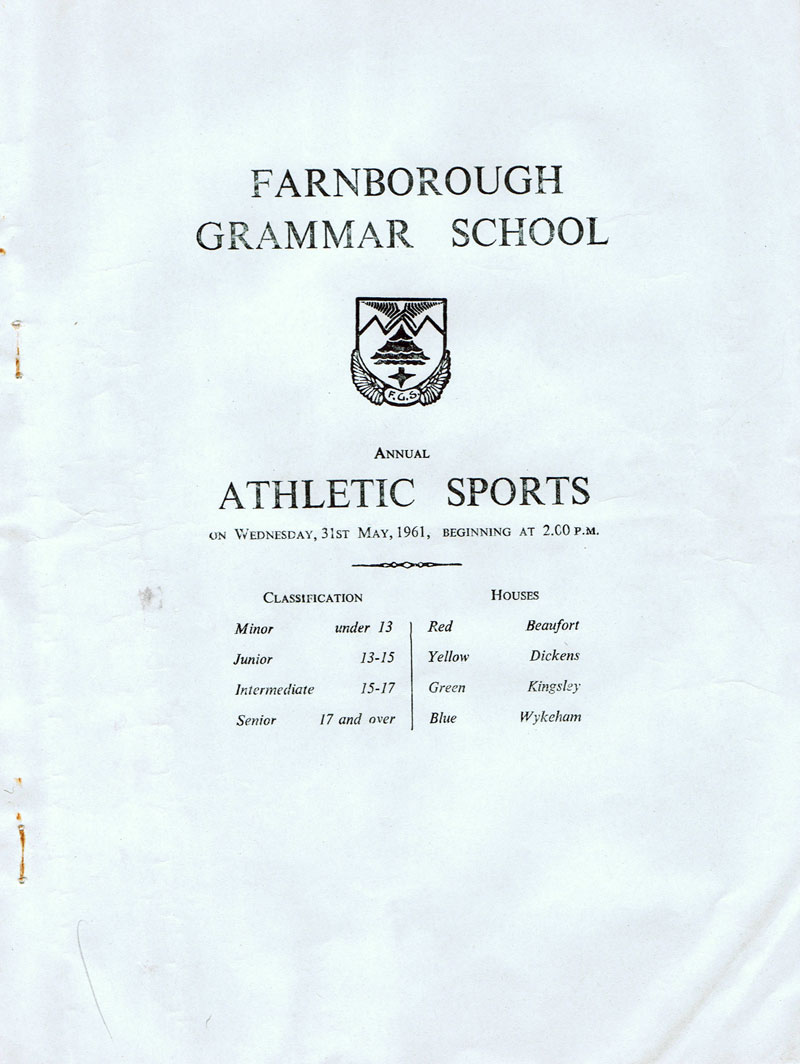 FARNBOROUGH
GRAMMAR SCHOOL
F.G.S.
ANNUAL
ATHLETIC SPORTS
ON WEDNESDAY, 31ST MAY, 1961, BEGINNING AT 2.00 P.M.
CLASSIFICATION HOUSES
Minor under 13 Red Beaufort
Junior 13-15 Yellow Dickens
Intermediate 15-17 Green Kingsley
Senior 17 and over Blue Wykeham